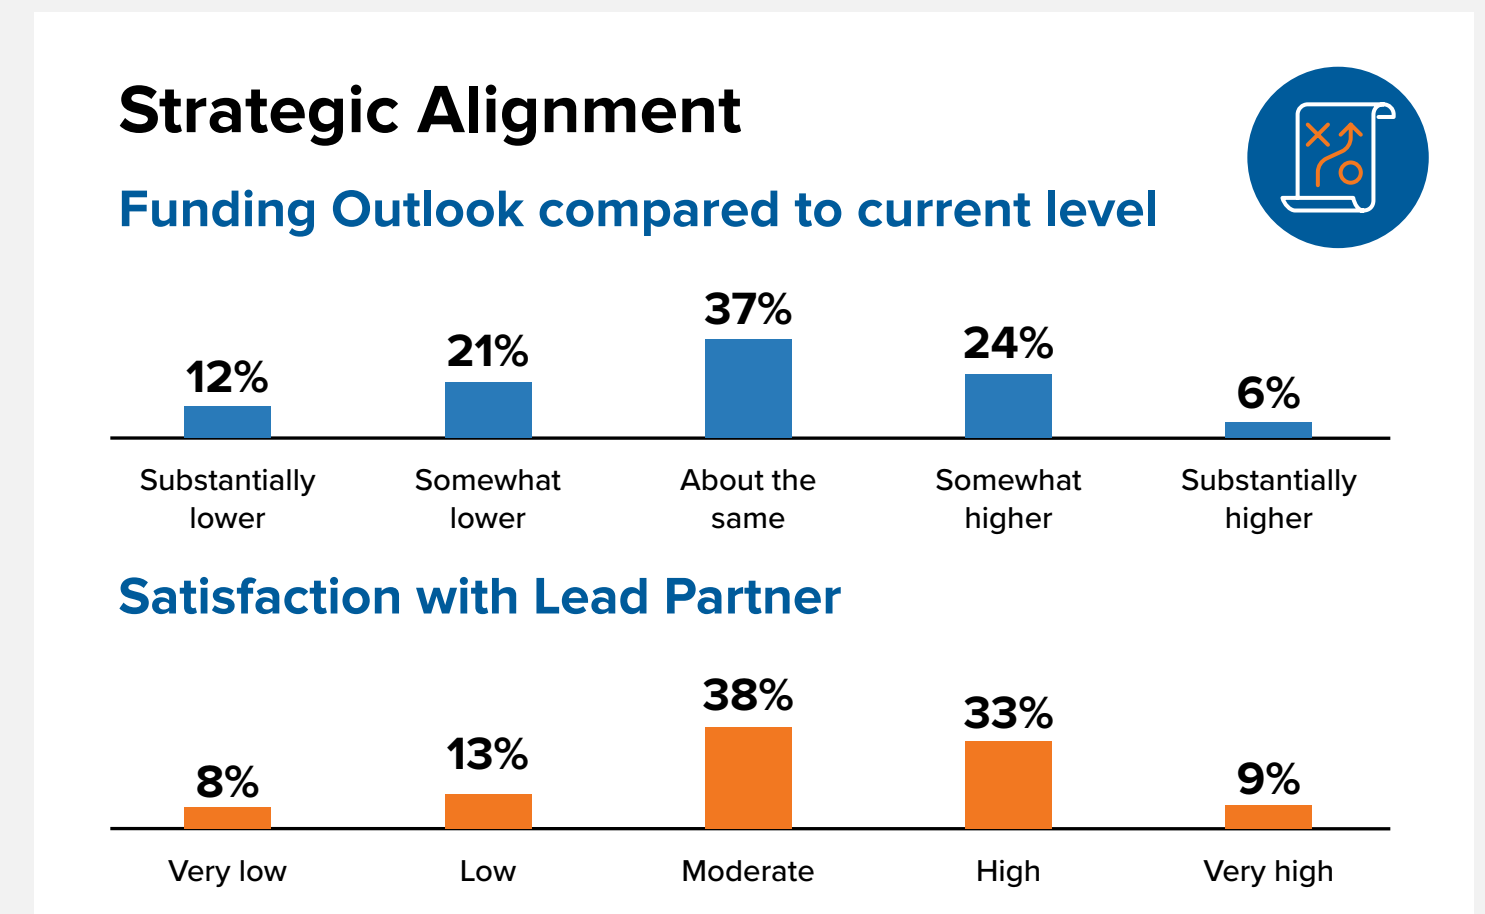 Strategic Alignment
Funding Outlook compared to current level
12%
21%
37%
24%
6%
Substantially
lower
Somewhat
lower
About the
same
Somewhat
higher
Substantially
higher
Satisfaction with Lead Partner
8%
13%
38%
33%
9%
Very low
Low
Moderate
High
Very high